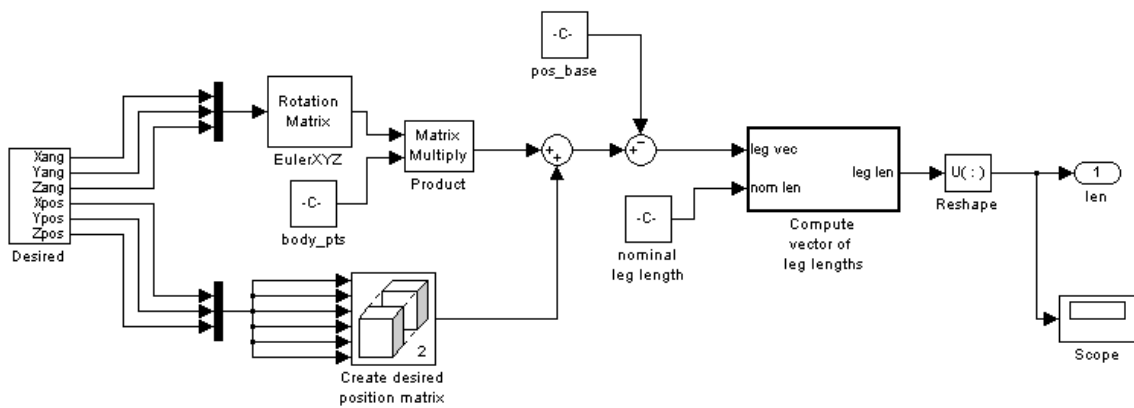 -C-
pos_base
Rotation
Matrix
EulerXYZ
Matrix
Multiply
Product
-C-
body_pts
Xang
Yang
Zang
Xpos
Ypos
Zpos
Desired
+
+
+
−
-C-
nominal
leg length
leg vec
nom len
leg len
Compute
vector of
leg lengths
U(:)
Reshape
1
len
Scope
2
Create desired
position matrix